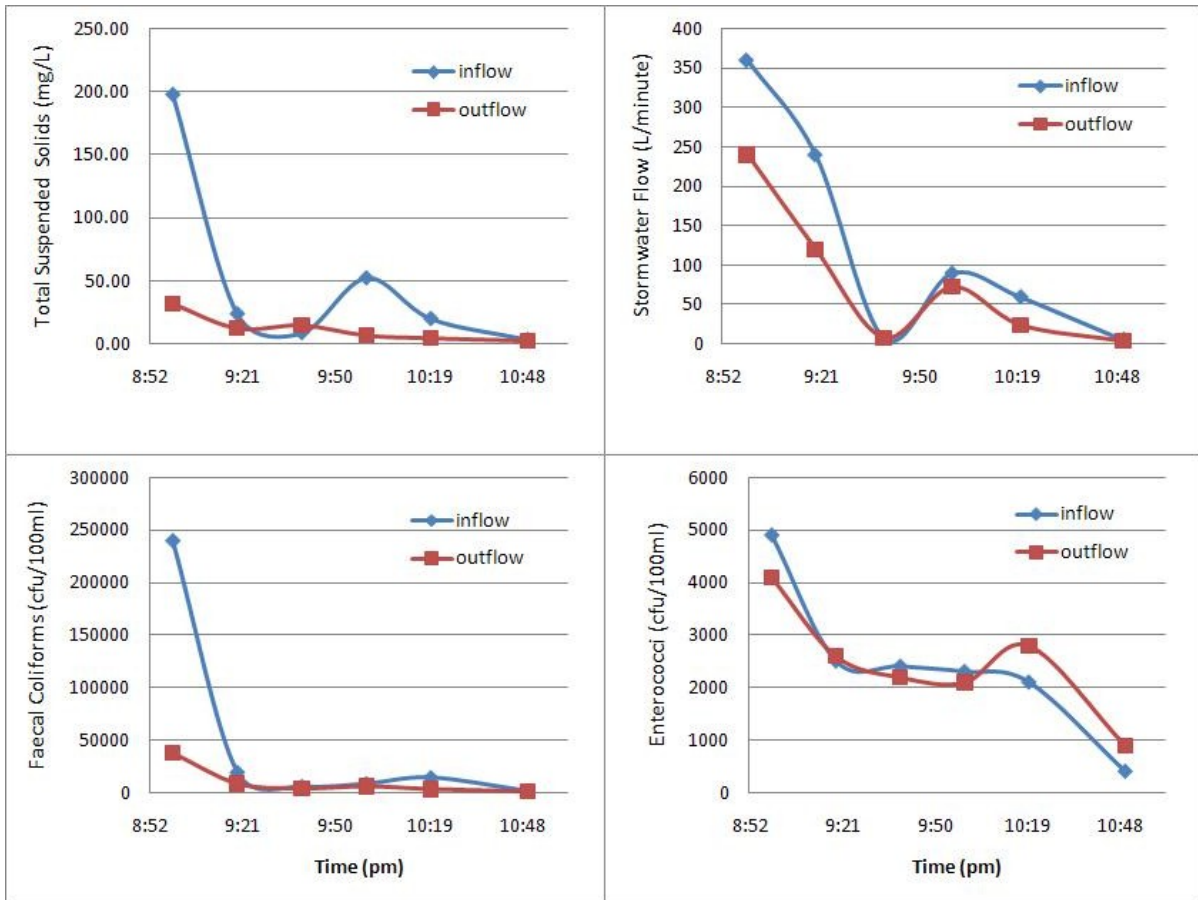 Total Suspended Solids (mg/L)
250.00
200.00
150.00
100.00
50.00
0.00
inflow
outflow
8:52 9:21 9:50 10:19 10:48
Stormwater Flow (L/minute)
400
350
300
250
200
150
100
50
0
inflow
outflow
8:52 9:21 9:50 10:19 10:48
Faecal Coliforms (cfu/100ml)
300000
250000
200000
150000
100000
50000
0
inflow
outflow
8:52 9:21 9:50 10:19 10:48
Time (pm)
Enterococci (cfu/100ml)
6000
5000
4000
3000
2000
1000
0
inflow
outflow
8:52 9:21 9:50 10:19 10:48
Time (pm)